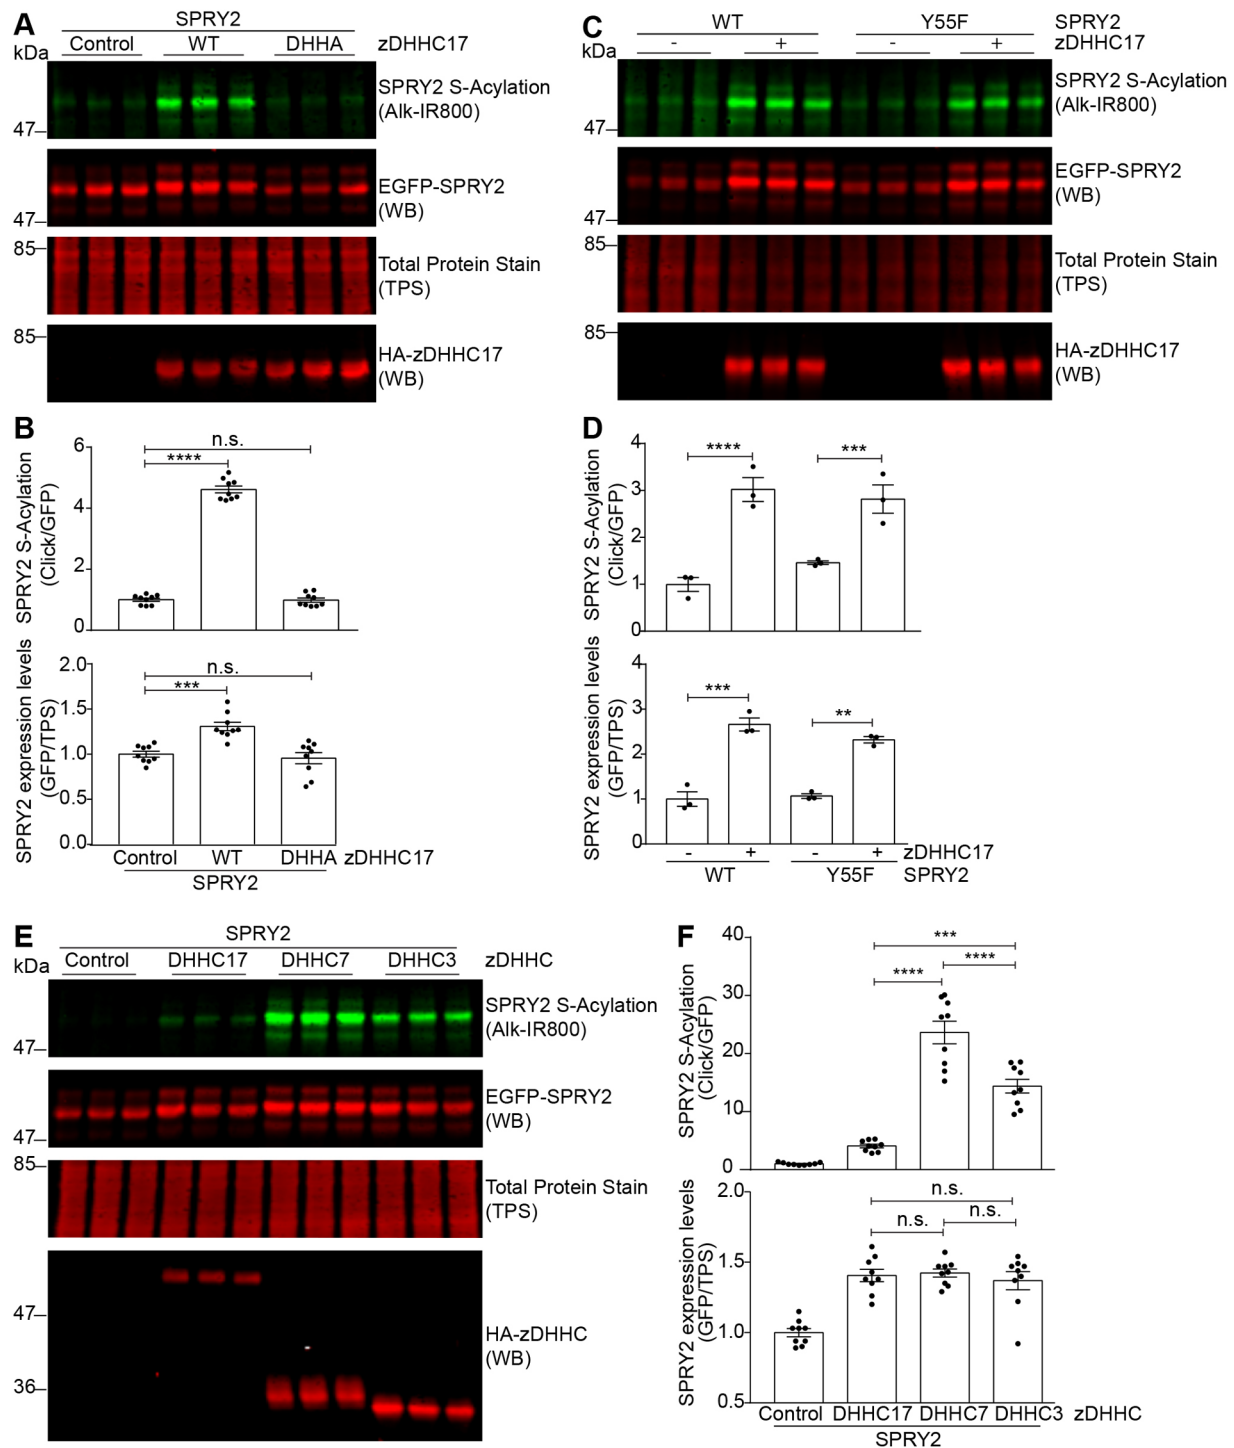 A
SPRY2
kDa Control WT DHHA zDHHC17
SPRY2 S-Acylation
(Alk-IR800)
47
EGFP-SPRY2
(WB)
47
85
Total Protein Stain
(TPS)
85
HA-zDHHC17
(WB)
C
WT Y55F SPRY2
kDa - + - + zDHHC17
SPRY2 S-Acylation
(Alk-IR800)
47
EGFP-SPRY2
(WB)
47
85
Total Protein Stain
(TPS)
85
HA-zDHHC17
(WB)
B
SPRY2 S-Acylation
(Click/GFP)
6
4
2
0
n.s.
****
SPRY2 expression levels
(GFP/TPS)
2.0
1.5
1.0
0.5
0.0
n.s.
***
Control WT DHHA zDHHC17
SPRY2
D
SPRY2 S-Acylation
(Click/GFP)
4
3
2
1
0
**** ***
SPRY2 expression levels
(GFP/TPS)
4
3
2
1
0
*** **
- + - + zDHHC17
WT Y55F SPRY2
E
SPRY2
kDa Control DHHC17 DHHC7 DHHC3 zDHHC
SPRY2 S-Acylation
(Alk-IR800)
47
EGFP-SPRY2
(WB)
47
85
Total Protein Stain
(TPS)
47
HA-zDHHC
(WB)
36
F
SPRY2 S-Acylation
(Click/GFP)
40
30
20
10
0
***
****
****
SPRY2 expression levels
(GFP/TPS)
2.0
1.5
1.0
0.5
n.s.
n.s. n.s.
Control DHHC17 DHHC7 DHHC3 zDHHC
SPRY2